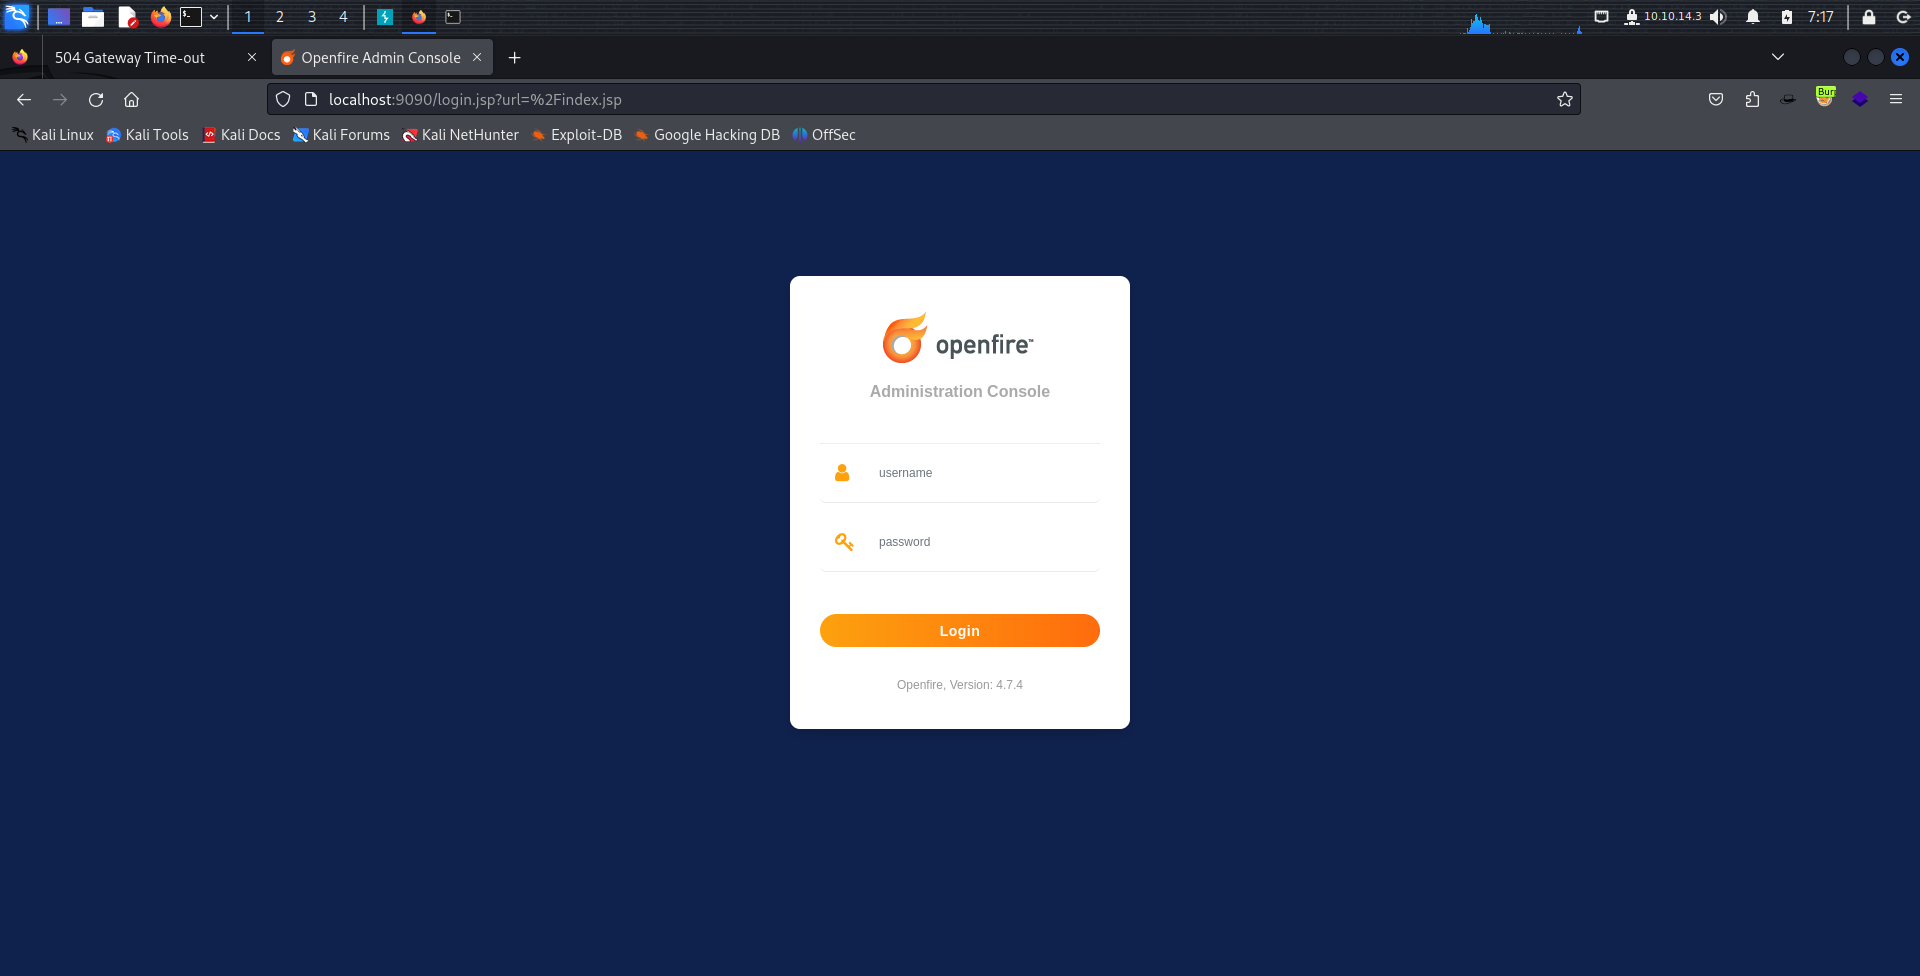 1 2 3 4 10.10.14.3 7:17
504 Gateway Time-out Openfire Admin Console
localhost:9090/login.jsp?url=%2Findex.jsp
Kali Linux Kali Tools Kali Docs Kali Forums Kali NetHunter Exploit-DB Google Hacking DB OffSec
openfire™
Administration Console
username
password
Login
Openfire, Version: 4.7.4